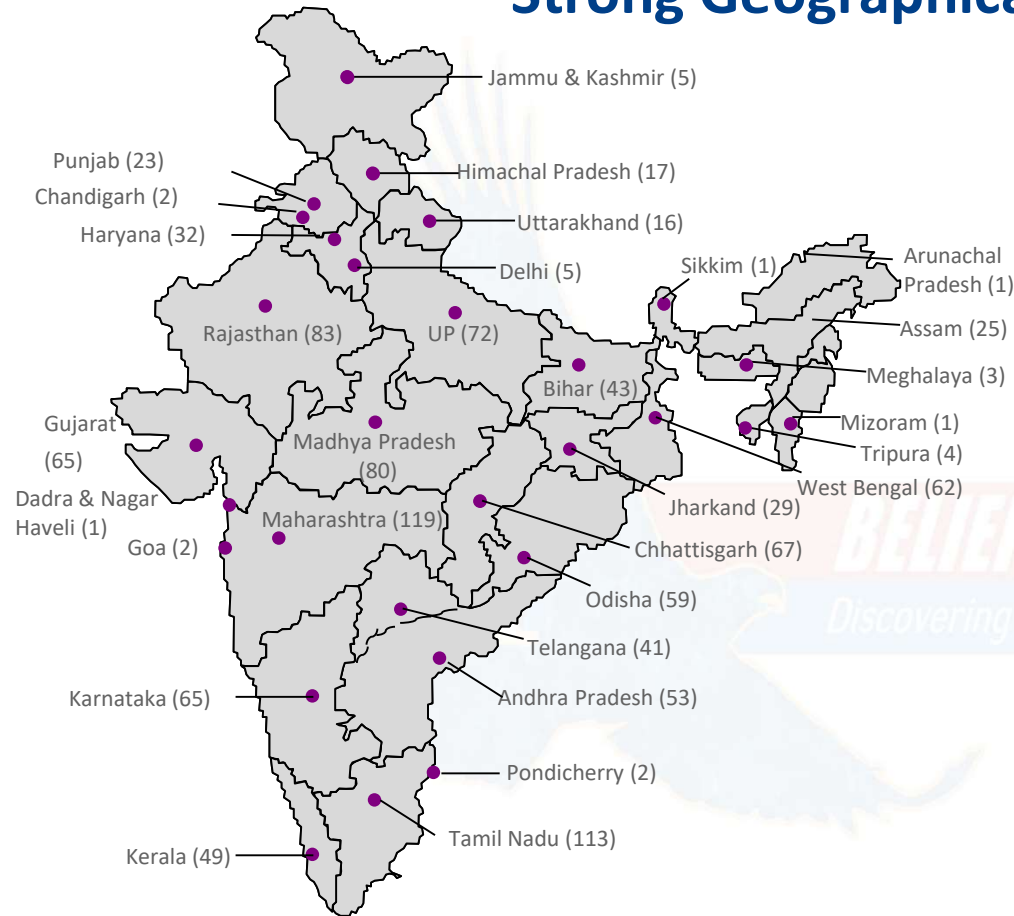 Strong Geographica
Jammu & Kashmir (5)
Punjab (23)
Himachal Pradesh (17)
Chandigarh (2)
Uttarakhand (16)
Haryana (32)
Delhi (5)
Sikkim (1)
Arunachal
Pradesh (1)
Rajasthan (83)
UP (72)
Assam (25)
Bihar (43)
Meghalaya (3)
Gujarat
(65)
Madhya Pradesh
(80)
Mizoram (1)
Tripura (4)
West Bengal (62)
Dadra & Nagar
Haveli (1)
Jharkand (29)
Maharashtra (119)
Goa (2)
Chhattisgarh (67)
BELIE
Odisha (59)
Discovering
Telangana (41)
Karnataka (65)
Andhra Pradesh (53)
Pondicherry (2)
Tamil Nadu (113)
Kerala (49)